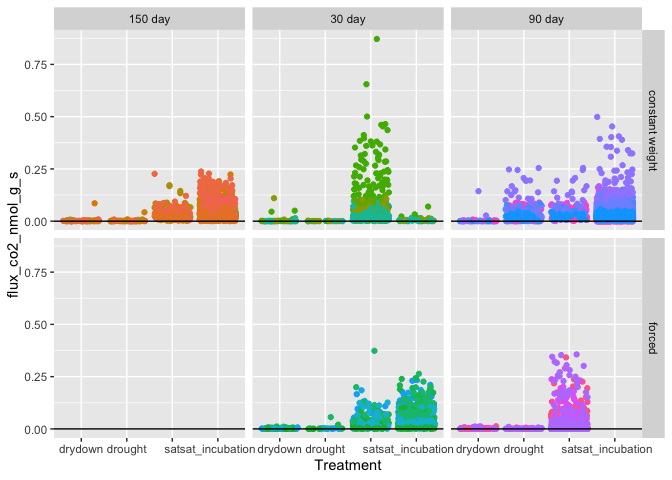 150 day 30 day 90 day
0.75
0.50
0.25
0.00
constant weight
flux_co2_nmol_g_s
0.75
0.50
0.25
0.00
forced
drydown drought satsat_incubation drydown drought satsat_incubation drydown drought satsat_incubation
Treatment